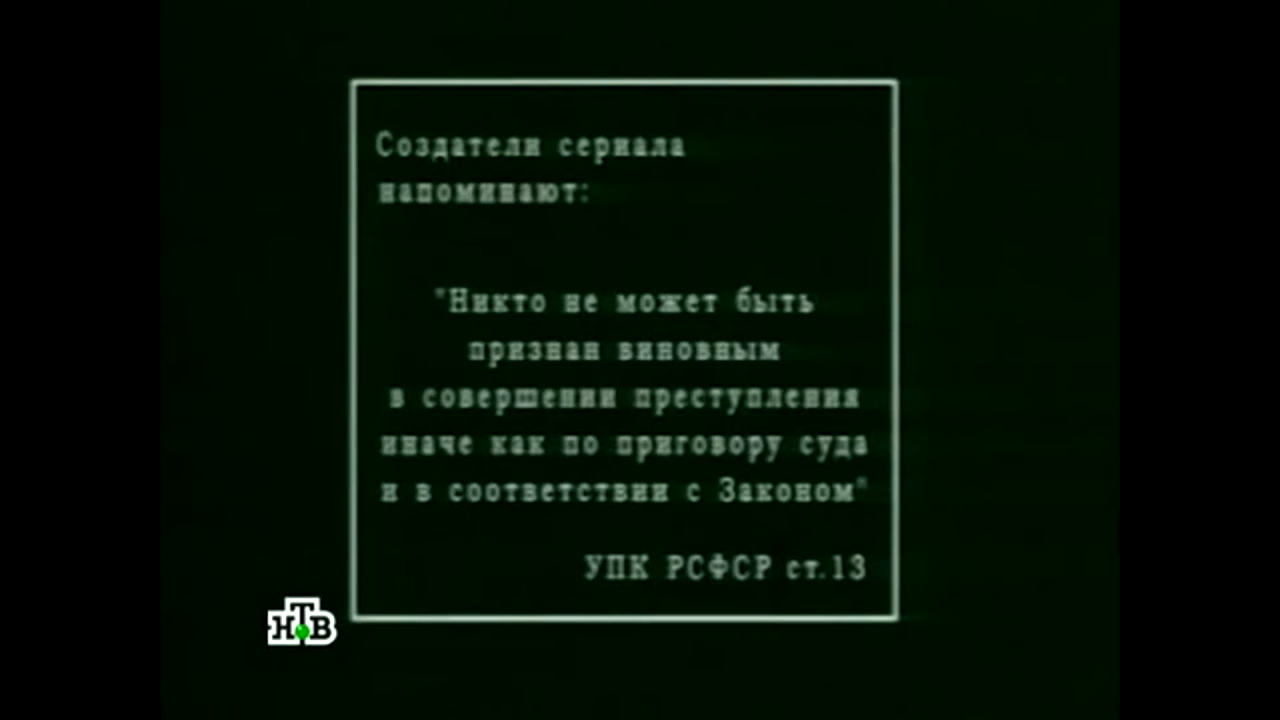 Создатели сериала
напоминают:
"Никто не может быть
признан виновным
в совершении преступления
иначе как по приговору суда
и в соответствии с Законом"
УПК РСФСР ст.13
НТВ